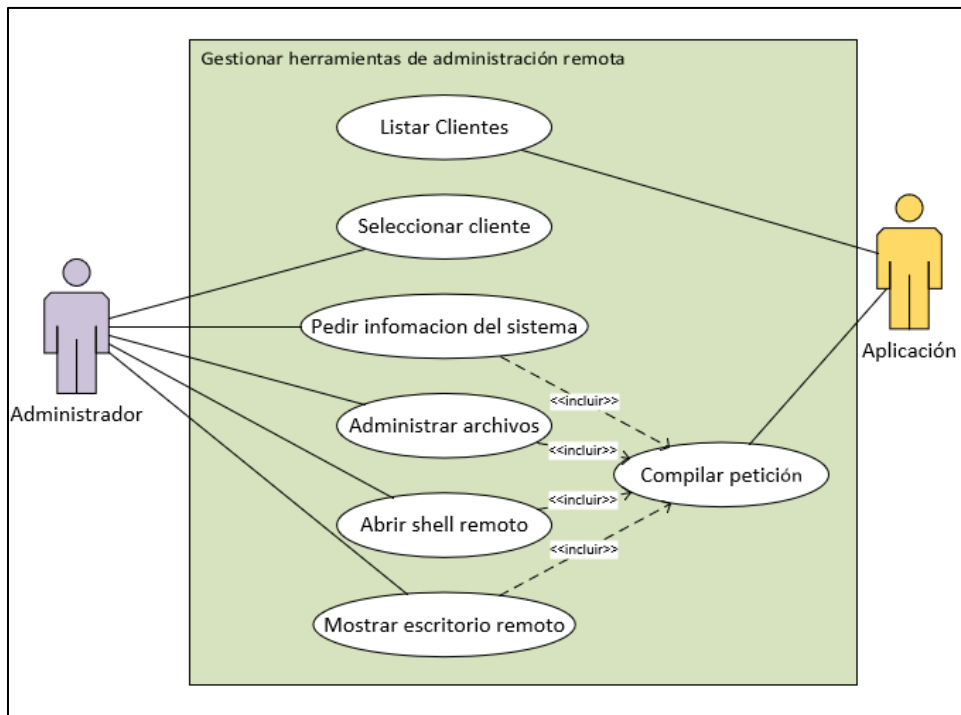 Gestionar herramientas de administración remota
Listar Clientes
Seleccionar cliente
Pedir infomacion del sistema
Aplicación
<<incluir>>
Administrador
Administrar archivos
<<incluir>>
Compilar petición
<<incluir>>
Abrir shell remoto
<<incluir>>
Mostrar escritorio remoto